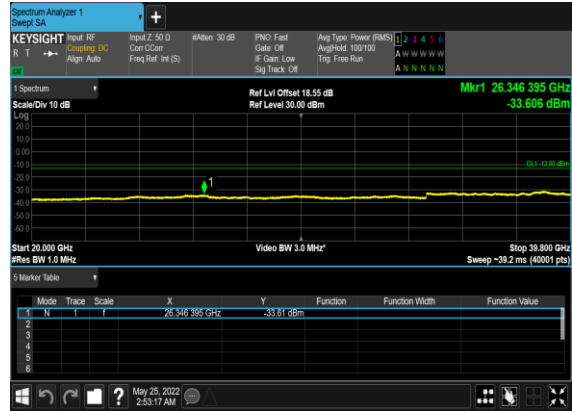 Spectrum Analyzer 1
Swept SA
+
KEYSIGHT Input: RF Input Z: 50 Ω #Atten: 30 dB PNO: Fast Avg Type: Power (RMS) 1 2 3 4 5 6
R T Coupling: DC Corr CCorr Gate: Off Avg|Hold: 100/100 A W W W W W
Align: Auto Freq Ref: Int (S) IF Gain: Low Trig: Free Run
Sig Track: Off A N N N N N
1 Spectrum
Ref Lvl Offset 18.55 dB Mkr1 26.346 395 GHz
Scale/Div 10 dB Ref Level 30.00 dBm -33.606 dBm
Log
20.0
10.0
0.00
-10.0
DL1 -13.00 dBm
-20.0
1
-30.0
-40.0
-50.0
-60.0
Start 20.000 GHz Video BW 3.0 MHz* Stop 39.800 GHz
#Res BW 1.0 MHz Sweep ~39.2 ms (40001 pts)
5 Marker Table
Mode Trace Scale X Y Function Function Width Function Value
1 N 1 f 26.346 395 GHz -33.61 dBm
2
3
4
5
6
? May 25, 2022
2:53:17 AM